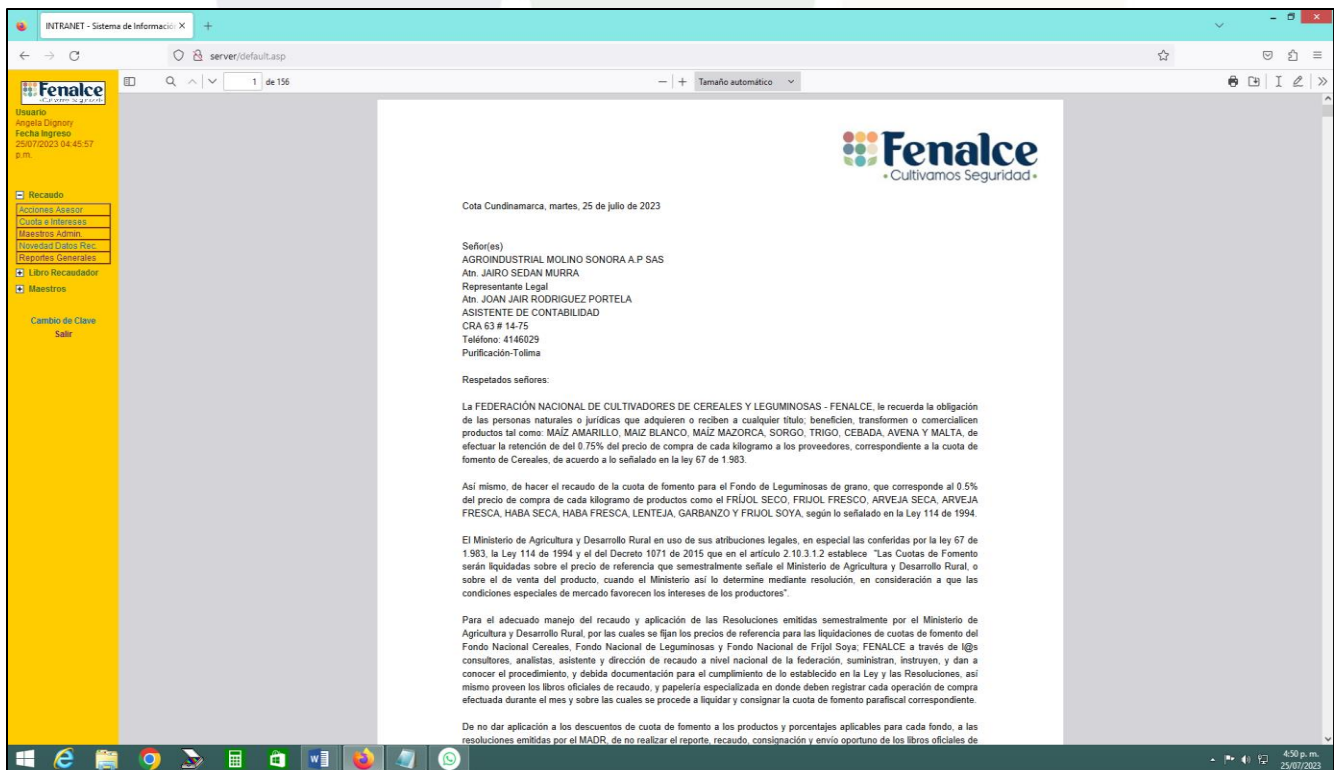 INTRANET - Sistema de Informació
server/default.asp
1 de 156
Tamaño automático
Fenalce
Usuario
Angela Dignory
Fecha Ingreso
25/07/2023 04:45:57
p.m.
Recaudo
Acciones Asesor
Cuota e Intereses
Maestros Admin.
Novedad Datos Rec.
Reportes Generales
Libro Recaudador
Maestros
Cambio de Clave
Salir
Fenalce
• Cultivamos Seguridad •
Cota Cundinamarca, martes, 25 de julio de 2023
Señor(es)
AGROINDUSTRIAL MOLINO SONORA A.P SAS
Atn. JAIRO SEDAN MURRA
Representante Legal
Atn. JOAN JAIR RODRIGUEZ PORTELA
ASISTENTE DE CONTABILIDAD
CRA 63 # 14-75
Teléfono: 4146029
Purificación-Tolima
Respetados señores:
La FEDERACIÓN NACIONAL DE CULTIVADORES DE CEREALES Y LEGUMINOSAS - FENALCE, le recuerda la obligación
de las personas naturales o jurídicas que adquieren o reciben a cualquier título; beneficien, transformen o comercialicen
productos tal como: MAÍZ AMARILLO, MAIZ BLANCO, MAÍZ MAZORCA, SORGO, TRIGO, CEBADA, AVENA Y MALTA, de
efectuar la retención de del 0.75% del precio de compra de cada kilogramo a los proveedores, correspondiente a la cuota de
fomento de Cereales, de acuerdo a lo señalado en la ley 67 de 1.983.
Así mismo, de hacer el recaudo de la cuota de fomento para el Fondo de Leguminosas de grano, que corresponde al 0.5%
del precio de compra de cada kilogramo de productos como el FRÍJOL SECO, FRIJOL FRESCO, ARVEJA SECA, ARVEJA
FRESCA, HABA SECA, HABA FRESCA, LENTEJA, GARBANZO Y FRIJOL SOYA, según lo señalado en la Ley 114 de 1994.
El Ministerio de Agricultura y Desarrollo Rural en uso de sus atribuciones legales, en especial las conferidas por la ley 67 de
1.983, la Ley 114 de 1994 y el del Decreto 1071 de 2015 que en el artículo 2.10.3.1.2 establece "Las Cuotas de Fomento
serán liquidadas sobre el precio de referencia que semestralmente señale el Ministerio de Agricultura y Desarrollo Rural, o
sobre el de venta del producto, cuando el Ministerio así lo determine mediante resolución, en consideración a que las
condiciones especiales de mercado favorecen los intereses de los productores".
Para el adecuado manejo del recaudo y aplicación de las Resoluciones emitidas semestralmente por el Ministerio de
Agricultura y Desarrollo Rural, por las cuales se fijan los precios de referencia para las liquidaciones de cuotas de fomento del
Fondo Nacional Cereales, Fondo Nacional de Leguminosas y Fondo Nacional de Fríjol Soya; FENALCE a través de l@s
consultores, analistas, asistente y dirección de recaudo a nivel nacional de la federación, suministran, instruyen, y dan a
conocer el procedimiento, y debida documentación para el cumplimiento de lo establecido en la Ley y las Resoluciones, así
mismo proveen los libros oficiales de recaudo, y papelería especializada en donde deben registrar cada operación de compra
efectuada durante el mes y sobre las cuales se procede a liquidar y consignar la cuota de fomento parafiscal correspondiente.
De no dar aplicación a los descuentos de cuota de fomento a los productos y porcentajes aplicables para cada fondo, a las
resoluciones emitidas por el MADR, de no realizar el reporte, recaudo, consignación y envío oportuno de los libros oficiales de
4:50 p. m.
25/07/2023